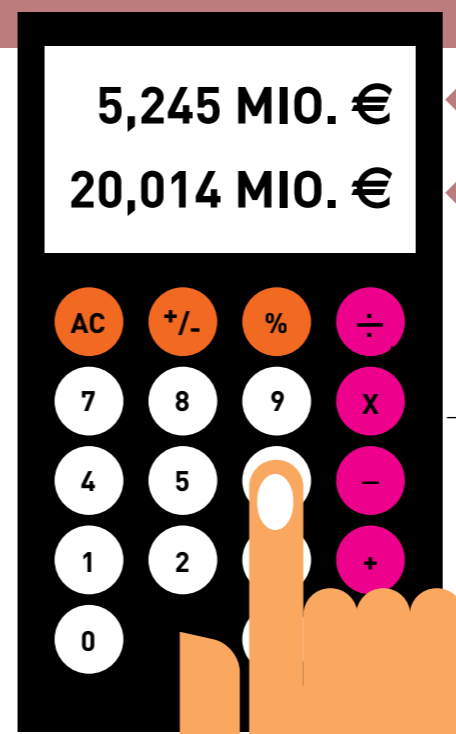 5,245 MIO. €
20,014 MIO. €
AC +/- % ÷
7 8 9 X
4 5 –
1 2 +
0